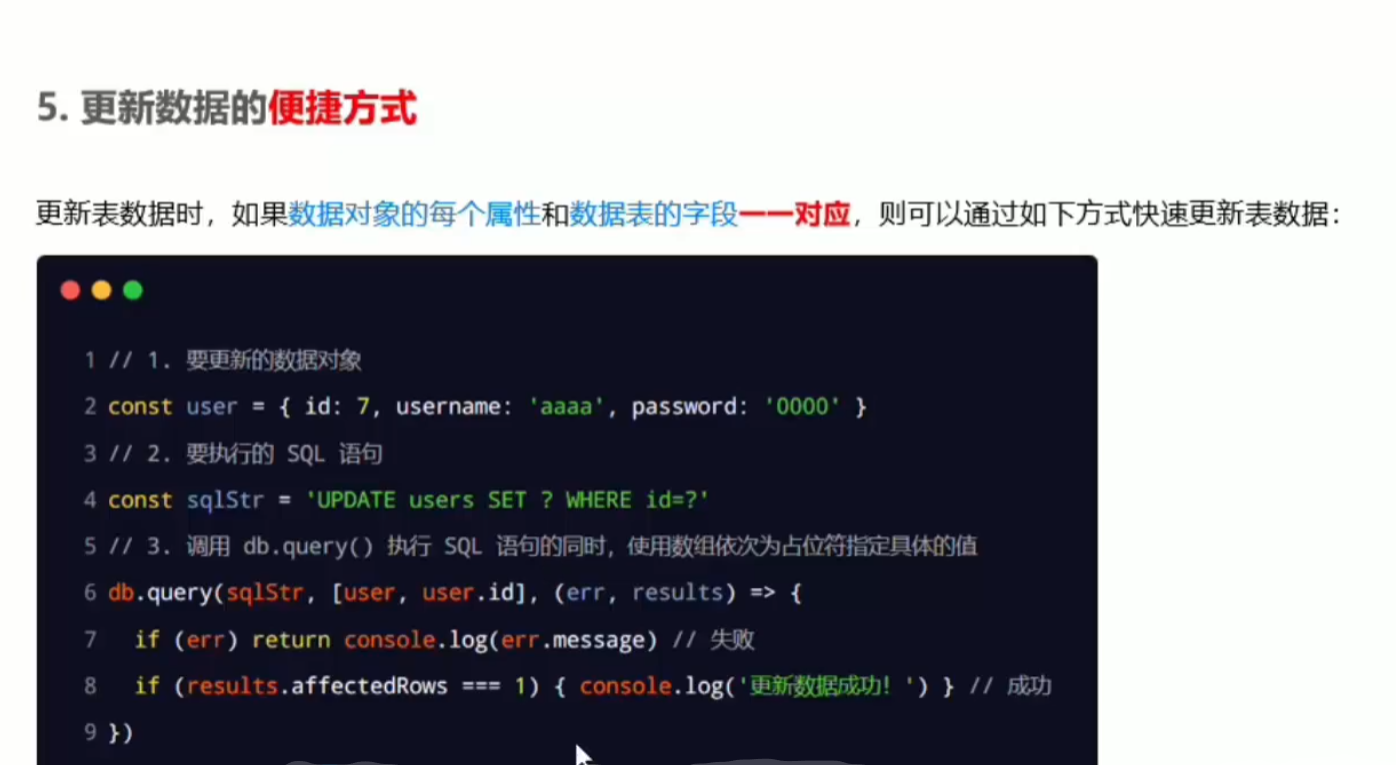 5. 更新数据的便捷方式
更新表数据时，如果数据对象的每个属性和数据表的字段一一对应，则可以通过如下方式快速更新表数据：
1 // 1. 要更新的数据对象
2 const user = { id: 7, username: 'aaaa', password: '0000' }
3 // 2. 要执行的 SQL 语句
4 const sqlStr = 'UPDATE users SET ? WHERE id=?'
5 // 3. 调用 db.query() 执行 SQL 语句的同时，使用数组依次为占位符指定具体的值
6 db.query(sqlStr, [user, user.id], (err, results) => {
7   if (err) return console.log(err.message) // 失败
8   if (results.affectedRows === 1) { console.log('更新数据成功！') } // 成功
9 })